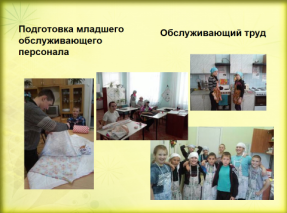 Подготовка младшего
обслуживающего
персонала
Обслуживающий труд